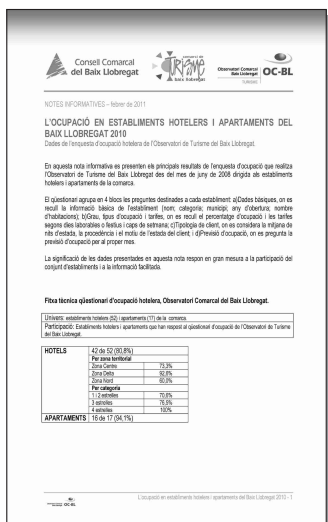 Consell Comarcal
del Baix Llobregat
Turisme
baix llobregat
Observatori Comarcal
Baix Llobregat
TURISME
OC-BL
NOTES INFORMATIVES – febrer de 2011
L'OCUPACIÓ EN ESTABLIMENTS HOTELERS I APARTAMENTS DEL
BAIX LLOBREGAT 2010
Dades de l'enquesta d'ocupació hotelera de l'Observatori de Turisme del Baix Llobregat.
En aquesta nota informativa es presenten els principals resultats de l'enquesta d'ocupació que realitza
l'Observatori de Turisme del Baix Llobregat des del mes de juny de 2008 dirigida als establiments
hotelers i apartaments de la comarca.
El qüestionari agrupa en 4 blocs les preguntes destinades a cada establiment: a)Dades bàsiques, on es
recull la informació bàsica de l'establiment (nom; categoria; municipi; any d'obertura; nombre
d'habitacions); b)Grau, tipus d'ocupació i tarifes, on es recull el percentatge d'ocupació i les tarifes
segons dies laborables o festius i caps de setmana; c)Tipologia de client, on es considera la mitjana de
nits d'estada, la procedència i el motiu de l'estada del client; i d)Previsió d'ocupació, on es pregunta la
previsió d'ocupació per al proper mes.
La significació de les dades presentades en aquesta nota respon en gran mesura a la participació del
conjunt d'establiments i a la informació facilitada.
Fitxa tècnica qüestionari d'ocupació hotelera, Observatori Comarcal del Baix Llobregat.
Univers: establiments hotelers (52) i apartaments (17) de la comarca.
Participació: Establiments hotelers i apartaments que han respost al qüestionari d'ocupació de l'Observatori de Turisme
del Baix Llobregat.
HOTELS 42 de 52 (80,8%)
Per zona territorial
Zona Centre 73,3%
Zona Delta 92,6%
Zona Nord 60,0%
Per categoria
1 i 2 estrelles 70,6%
3 estrelles 76,5%
4 estrelles 100%
APARTAMENTS 16 de 17 (94,1%)
OC-BL
L'ocupació en establiments hotelers i apartaments del Baix Llobregat 2010 - 1